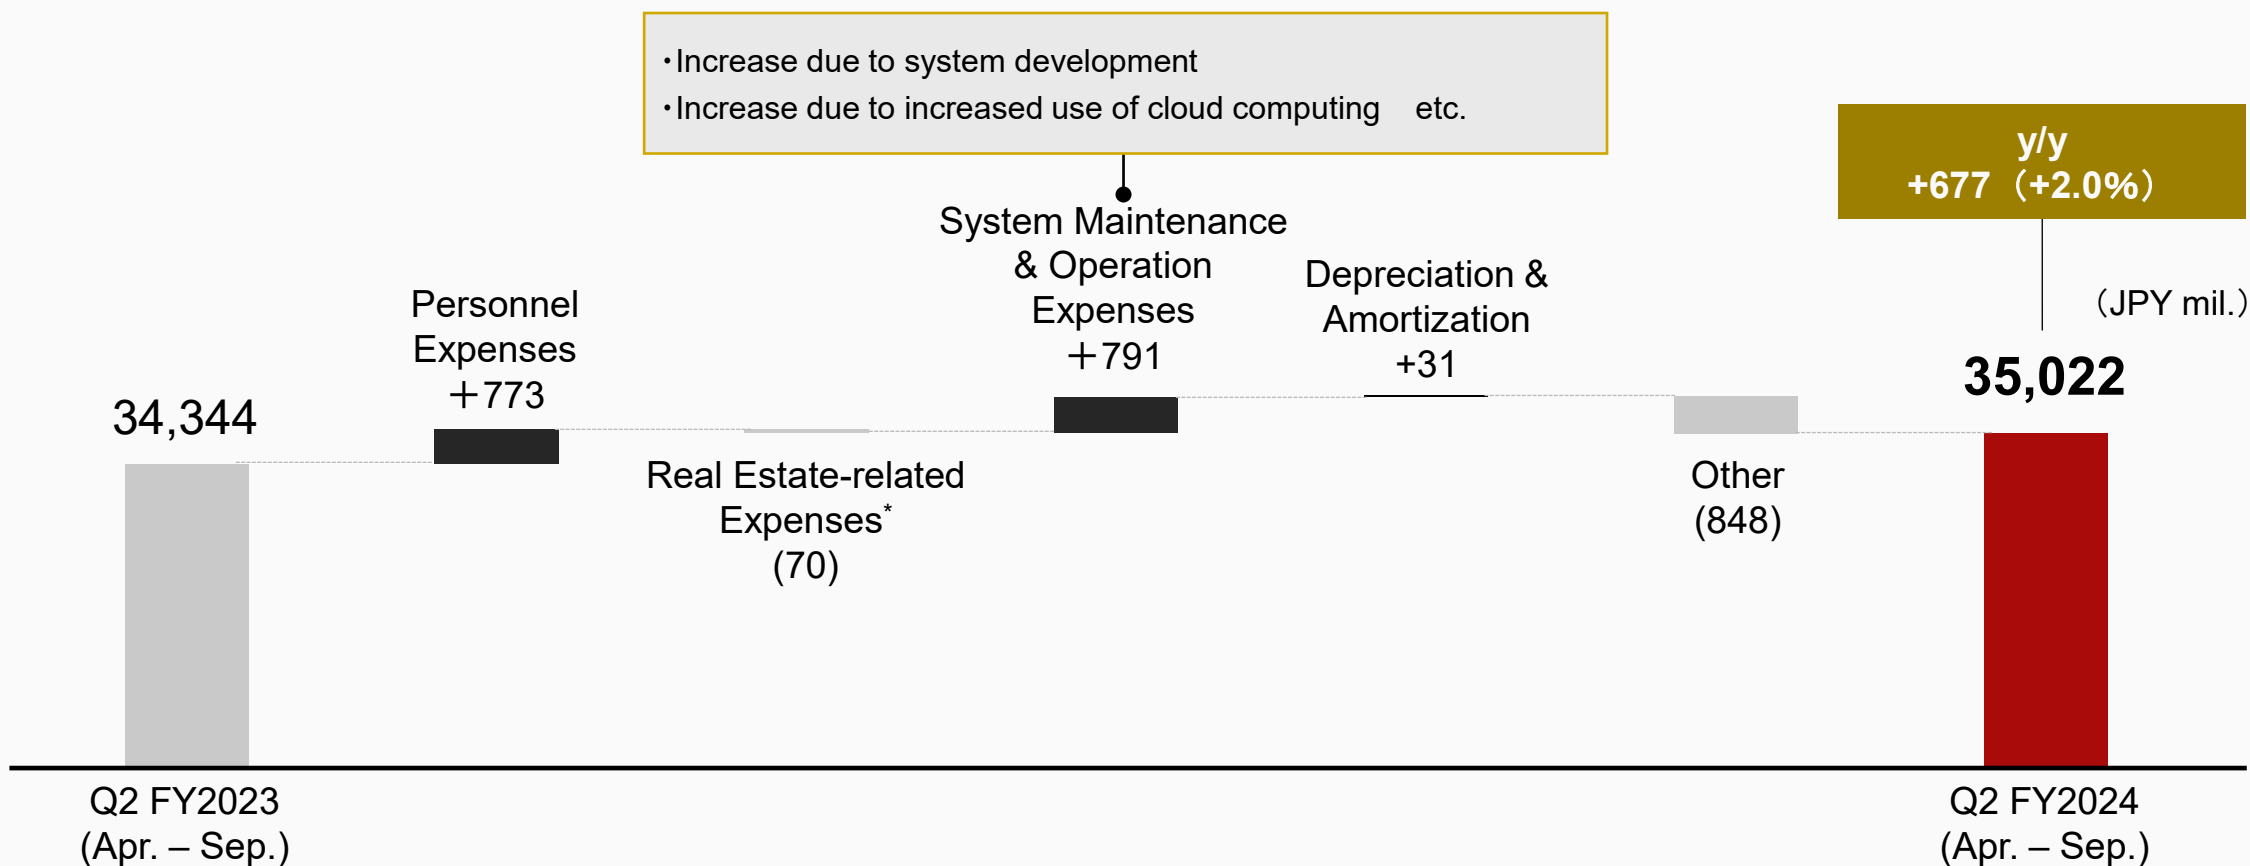 ・Increase due to system development
・Increase due to increased use of cloud computing　etc.
y/y
+677（+2.0%）
（JPY mil.）
34,344
Personnel
Expenses
＋773
Real Estate-related
Expenses*
(70)
System Maintenance
& Operation
Expenses
＋791
Depreciation &
Amortization
+31
Other
(848)
35,022
Q2 FY2023
(Apr. – Sep.)
Q2 FY2024
(Apr. – Sep.)